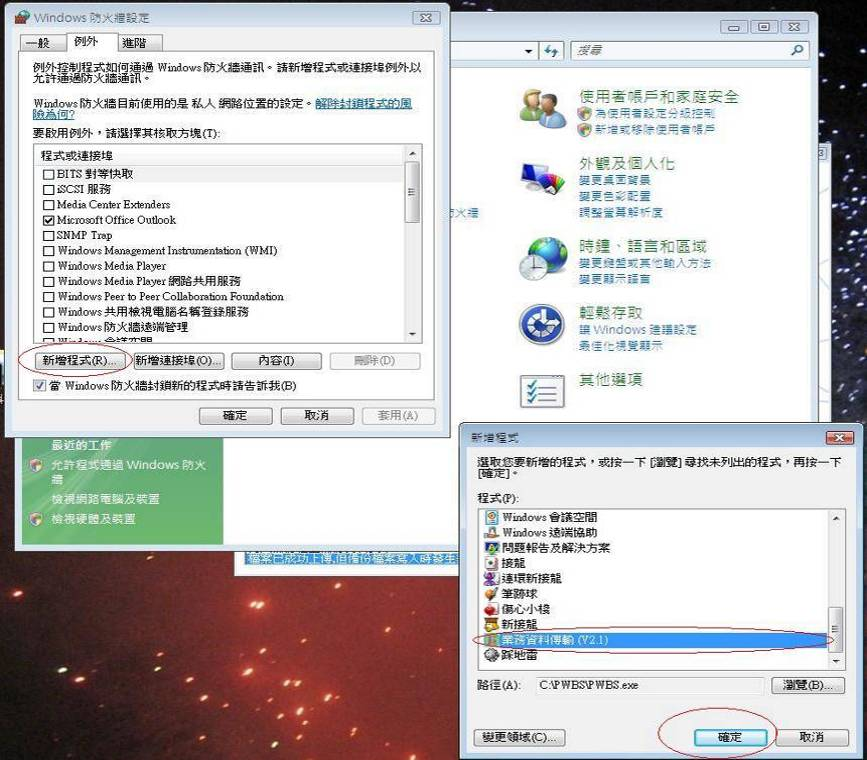 Windows 防火牆設定
一般
例外
進階
例外控制程式如何通過 Windows 防火牆通訊。請新增程式或連接埠例外以
允許通過防火牆通訊。
Windows 防火牆目前使用的是 私人 網路位置的設定。解除封鎖程式的風
險為何?
要啟用例外，請選擇其核取方塊(T):
程式或連接埠
BITS 對等快取
iSCSI 服務
Media Center Extenders
Microsoft Office Outlook
SNMP Trap
Windows Management Instrumentation (WMI)
Windows Media Player
Windows Media Player 網路共用服務
Windows Peer to Peer Collaboration Foundation
Windows 共用檢視電腦名稱登錄服務
Windows 防火牆遠端管理
Windows 會議空間
新增程式(R)...
新增連接埠(O)...
內容(I)
刪除(D)
當 Windows 防火牆封鎖新的程式時請告訴我(B)
確定
取消
套用(A)
搜尋
使用者帳戶和家庭安全
為使用者設定分級控制
新增或移除使用者帳戶
外觀及個人化
變更桌面背景
變更色彩配置
調整螢幕解析度
防火牆
時鐘、語言和區域
變更鍵盤或其他輸入方法
變更顯示語言
輕鬆存取
讓 Windows 建議設定
最佳化視覺顯示
其他選項
最近的工作
允許程式通過 Windows 防火
牆
檢視網路電腦及裝置
檢視硬體及裝置
檔案已成功上傳,但備份檔案寫入時發生
新增程式
選取您要新增的程式，或按一下 [瀏覽] 尋找未列出的程式，再按一下
[確定]。
程式(P):
Windows 會議空間
Windows 遠端協助
問題報告及解決方案
接龍
連環新接龍
筆跡球
傷心小棧
新接龍
業務資料傳輸 (V2.1)
踩地雷
路徑(A):
C:\PWBS\PWBS.exe
瀏覽(B)...
變更領域(C)...
確定
取消